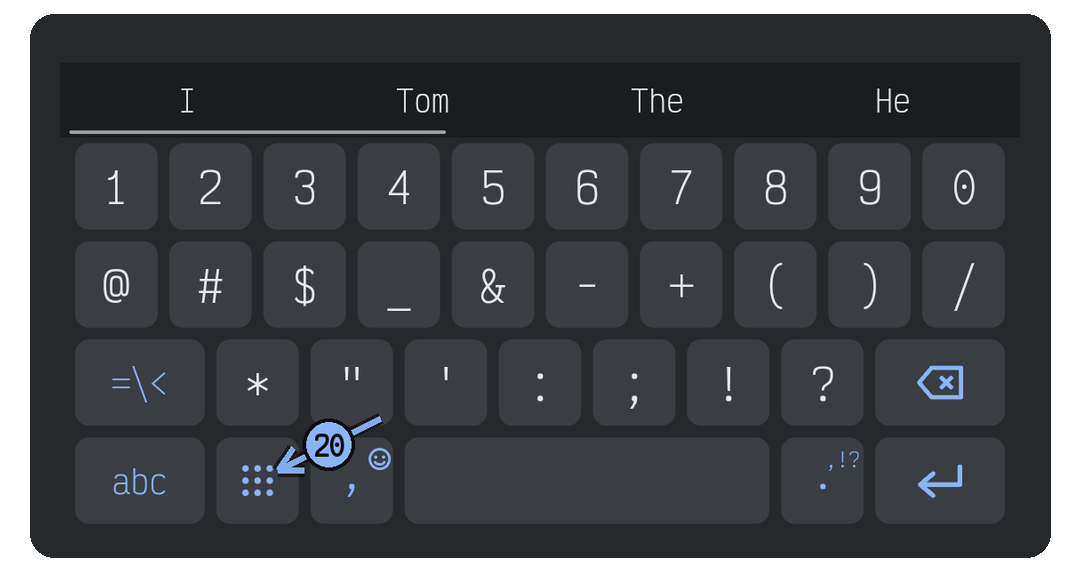 I Tom The He
1 2 3 4 5 6 7 8 9 0
@ # $ _ & - + ( ) /
=\< * " ' : ; ! ?
20
abc , . ,!?